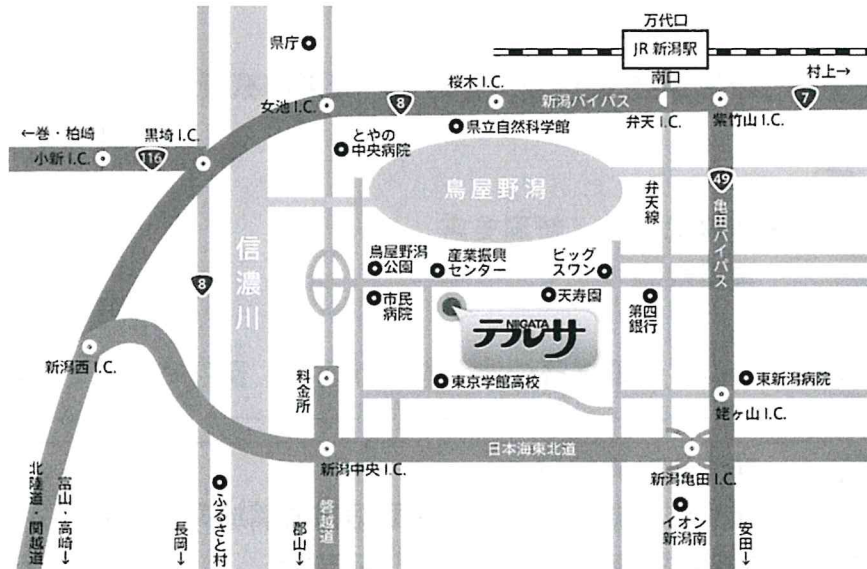 万代口
JR 新潟駅
南口
村上→
県庁
桜木 I.C.
女池 I.C.
8
新潟バイパス
7
弁天 I.C.
紫竹山 I.C.
県立自然科学館
←巻・柏崎
黒埼 I.C.
小新 I.C.
116
とやの
中央病院
49
鳥屋野潟
弁天線
亀田バイパス
信濃川
8
鳥屋野潟
公園
産業振興
センター
ビッグ
スワン
市民
病院
天寿園
第四
銀行
NIIGATA
テルサ
新潟西 I.C.
料金所
東京学館高校
東新潟病院
姥ヶ山 I.C.
日本海東北道
新潟中央 I.C.
新潟亀田 I.C.
北陸道・関越道
富山・高崎→
長岡→
ふるさと村
郡山→
磐越道
イオン
新潟南
安田→